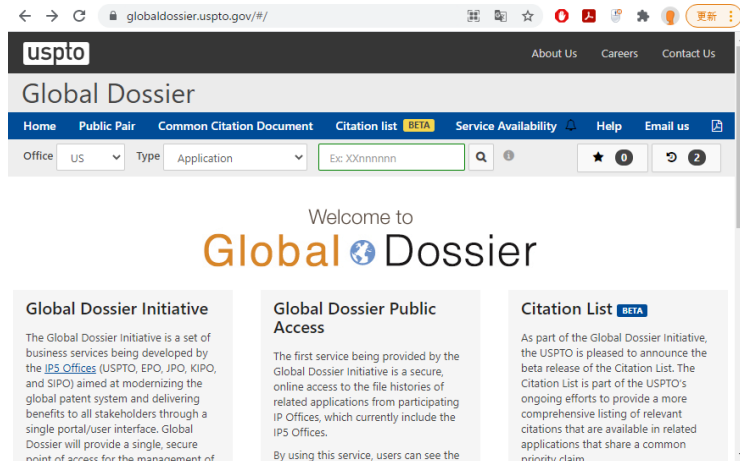 globaldossier.uspto.gov/#/
更新
uspto
About Us Careers Contact Us
Global Dossier
Home Public Pair Common Citation Document Citation list BETA Service Availability Help Email us
Office US Type Application Ex: XXnnnnnn 0 2
Welcome to
Global Dossier
Global Dossier Initiative
The Global Dossier Initiative is a set of
business services being developed by
the IP5 Offices (USPTO, EPO, JPO, KIPO,
and SIPO) aimed at modernizing the
global patent system and delivering
benefits to all stakeholders through a
single portal/user interface. Global
Dossier will provide a single, secure
point of access for the management of
Global Dossier Public
Access
The first service being provided by the
Global Dossier Initiative is a secure,
online access to the file histories of
related applications from participating
IP Offices, which currently include the
IP5 Offices.
By using this service, users can see the
Citation List BETA
As part of the Global Dossier Initiative,
the USPTO is pleased to announce the
beta release of the Citation List. The
Citation List is part of the USPTO's
ongoing efforts to provide a more
comprehensive listing of relevant
citations that are available in related
applications that share a common
priority claim.